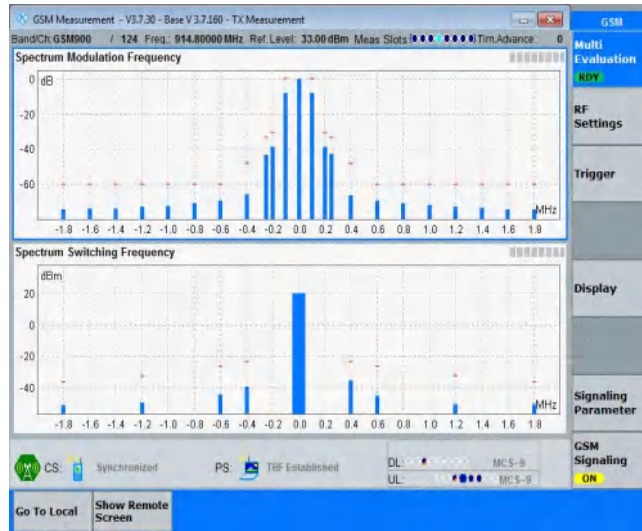 GSM Measurement - V3.7.30 - Base V 3.7.160 - TX Measurement
GSM
Band/Ch: GSM900 / 124 Freq.: 914.80000 MHz Ref. Level: 33.00 dBm Meas Slots Tim.Advance: 0
Multi Evaluation
RDY
Spectrum Modulation Frequency
0 dB
-20
-40
-60
MHz
-1.8 -1.6 -1.4 -1.2 -1.0 -0.8 -0.6 -0.4 -0.2 0.0 0.2 0.4 0.6 0.8 1.0 1.2 1.4 1.6 1.8
RF Settings
Trigger
Spectrum Switching Frequency
dBm
20
0
-20
-40
MHz
-1.8 -1.6 -1.4 -1.2 -1.0 -0.8 -0.6 -0.4 -0.2 0.0 0.2 0.4 0.6 0.8 1.0 1.2 1.4 1.6 1.8
Display
Signaling Parameter
CS: Synchronized PS: TBF Established DL: MCS-9
UL: MCS-9
GSM Signaling
ON
Go To Local
Show Remote Screen